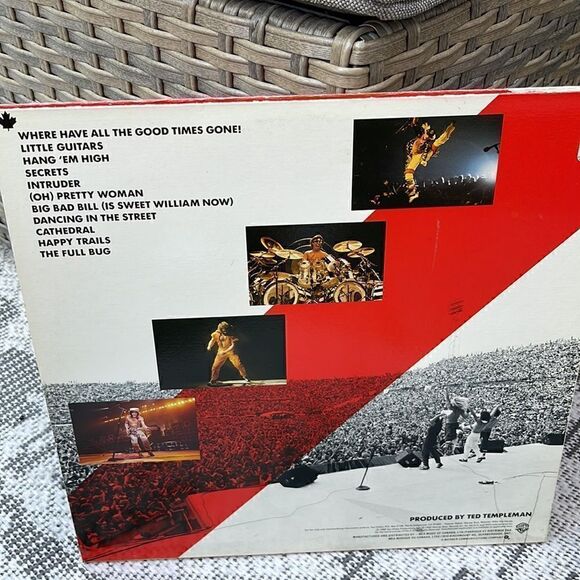 WHERE HAVE ALL THE GOOD TIMES GONE!
LITTLE GUITARS
HANG 'EM HIGH
SECRETS
INTRUDER
(OH) PRETTY WOMAN
BIG BAD BILL (IS SWEET WILLIAM NOW)
DANCING IN THE STREET
CATHEDRAL
HAPPY TRAILS
THE FULL BUG
PRODUCED BY TED TEMPLEMAN